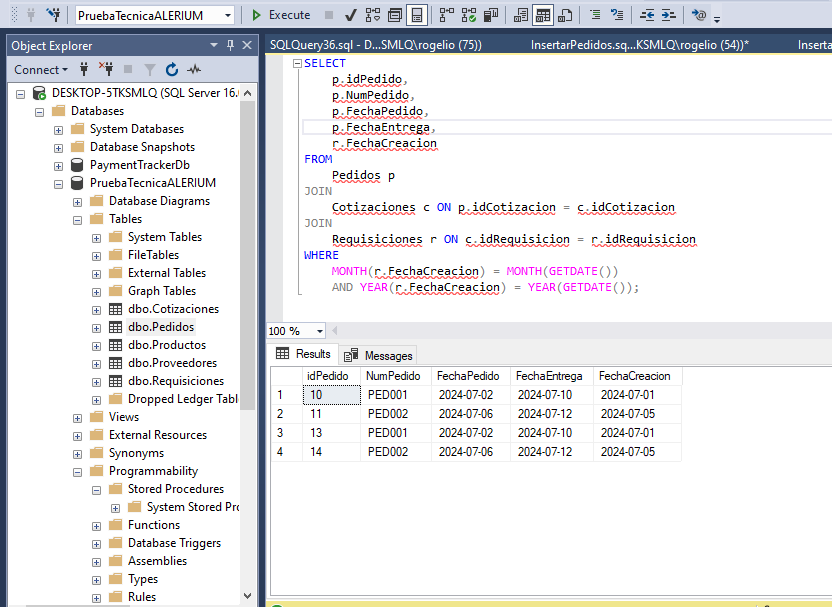 PruebaTecnicaALERIUM
Execute
Object Explorer
SQLQuery36.sql - D...SMLQ\rogelio (75))
InsertarPedidos.sq...KSMLQ\rogelio (54))*
Inserta
Connect
DESKTOP-5TKSMLQ (SQL Server 16.
Databases
System Databases
Database Snapshots
PaymentTrackerDb
PruebaTecnicaALERIUM
Database Diagrams
Tables
System Tables
FileTables
External Tables
Graph Tables
dbo.Cotizaciones
dbo.Pedidos
dbo.Productos
dbo.Proveedores
dbo.Requisiciones
Dropped Ledger Tabl
Views
External Resources
Synonyms
Programmability
Stored Procedures
System Stored Pro
Functions
Database Triggers
Assemblies
Types
Rules
SELECT
p.idPedido,
p.NumPedido,
p.FechaPedido,
p.FechaEntrega,
r.FechaCreacion
FROM
Pedidos p
JOIN
Cotizaciones c ON p.idCotizacion = c.idCotizacion
JOIN
Requisiciones r ON c.idRequisicion = r.idRequisicion
WHERE
MONTH(r.FechaCreacion) = MONTH(GETDATE())
AND YEAR(r.FechaCreacion) = YEAR(GETDATE());
100 %
Results
Messages
idPedido NumPedido FechaPedido FechaEntrega FechaCreacion
1 10 PED001 2024-07-02 2024-07-10 2024-07-01
2 11 PED002 2024-07-06 2024-07-12 2024-07-05
3 13 PED001 2024-07-02 2024-07-10 2024-07-01
4 14 PED002 2024-07-06 2024-07-12 2024-07-05